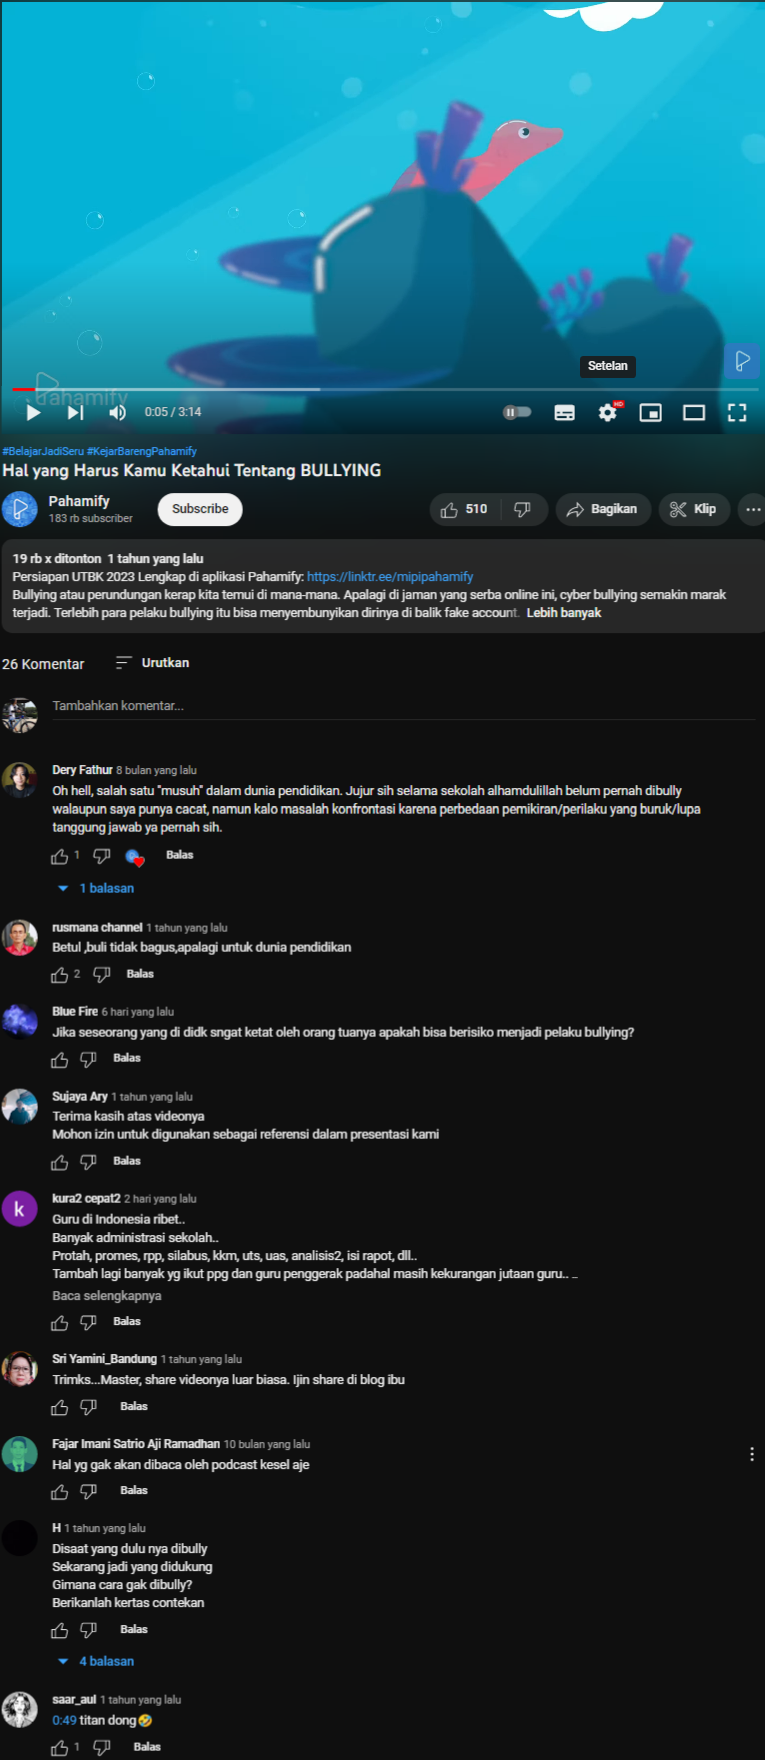 Setelan
Pahamify
0:05 / 3:14
HD
#BelajarJadiSeru #KejarBarengPahamify
Hal yang Harus Kamu Ketahui Tentang BULLYING
Pahamify
183 rb subscriber
Subscribe
510
Bagikan
Klip
19 rb x ditonton 1 tahun yang lalu
Persiapan UTBK 2023 Lengkap di aplikasi Pahamify: https://linktr.ee/mipipahamify
Bullying atau perundungan kerap kita temui di mana-mana. Apalagi di jaman yang serba online ini, cyber bullying semakin marak
terjadi. Terlebih para pelaku bullying itu bisa menyembunyikan dirinya di balik fake account. Lebih banyak
26 Komentar
Urutkan
Tambahkan komentar...
Dery Fathur 8 bulan yang lalu
Oh hell, salah satu "musuh" dalam dunia pendidikan. Jujur sih selama sekolah alhamdulillah belum pernah dibully
walaupun saya punya cacat, namun kalo masalah konfrontasi karena perbedaan pemikiran/perilaku yang buruk/lupa
tanggung jawab ya pernah sih.
1
Balas
1 balasan
rusmana channel 1 tahun yang lalu
Betul ,buli tidak bagus,apalagi untuk dunia pendidikan
2
Balas
Blue Fire 6 hari yang lalu
Jika seseorang yang di didk sngat ketat oleh orang tuanya apakah bisa berisiko menjadi pelaku bullying?
Balas
Sujaya Ary 1 tahun yang lalu
Terima kasih atas videonya
Mohon izin untuk digunakan sebagai referensi dalam presentasi kami
Balas
k
kura2 cepat2 2 hari yang lalu
Guru di Indonesia ribet..
Banyak administrasi sekolah..
Protah, promes, rpp, silabus, kkm, uts, uas, analisis2, isi rapot, dll..
Tambah lagi banyak yg ikut ppg dan guru penggerak padahal masih kekurangan jutaan guru.. _
Baca selengkapnya
Balas
Sri Yamini_Bandung 1 tahun yang lalu
Trimks...Master, share videonya luar biasa. Ijin share di blog ibu
Balas
Fajar Imani Satrio Aji Ramadhan 10 bulan yang lalu
Hal yg gak akan dibaca oleh podcast kesel aje
Balas
H 1 tahun yang lalu
Disaat yang dulu nya dibully
Sekarang jadi yang didukung
Gimana cara gak dibully?
Berikanlah kertas contekan
Balas
4 balasan
saar_aul 1 tahun yang lalu
0:49 titan dong🤣
1
Balas